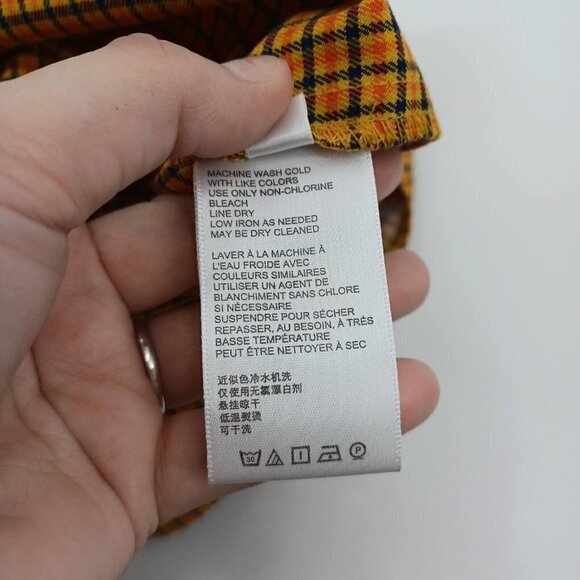 MACHINE WASH COLD
WITH LIKE COLORS
USE ONLY NON-CHLORINE
BLEACH
LINE DRY
LOW IRON AS NEEDED
MAY BE DRY CLEANED
LAVER À LA MACHINE À
L'EAU FROIDE AVEC
COULEURS SIMILAIRES
UTILISER UN AGENT DE
BLANCHIMENT SANS CHLORE
SI NÉCESSAIRE
SUSPENDRE POUR SÉCHER
REPASSER, AU BESOIN, À TRÈS
BASSE TEMPÉRATURE
PEUT ÊTRE NETTOYER À SEC
近似色冷水机洗
仅使用无氯漂白剂
悬挂晾干
低温熨烫
可干洗
30
P